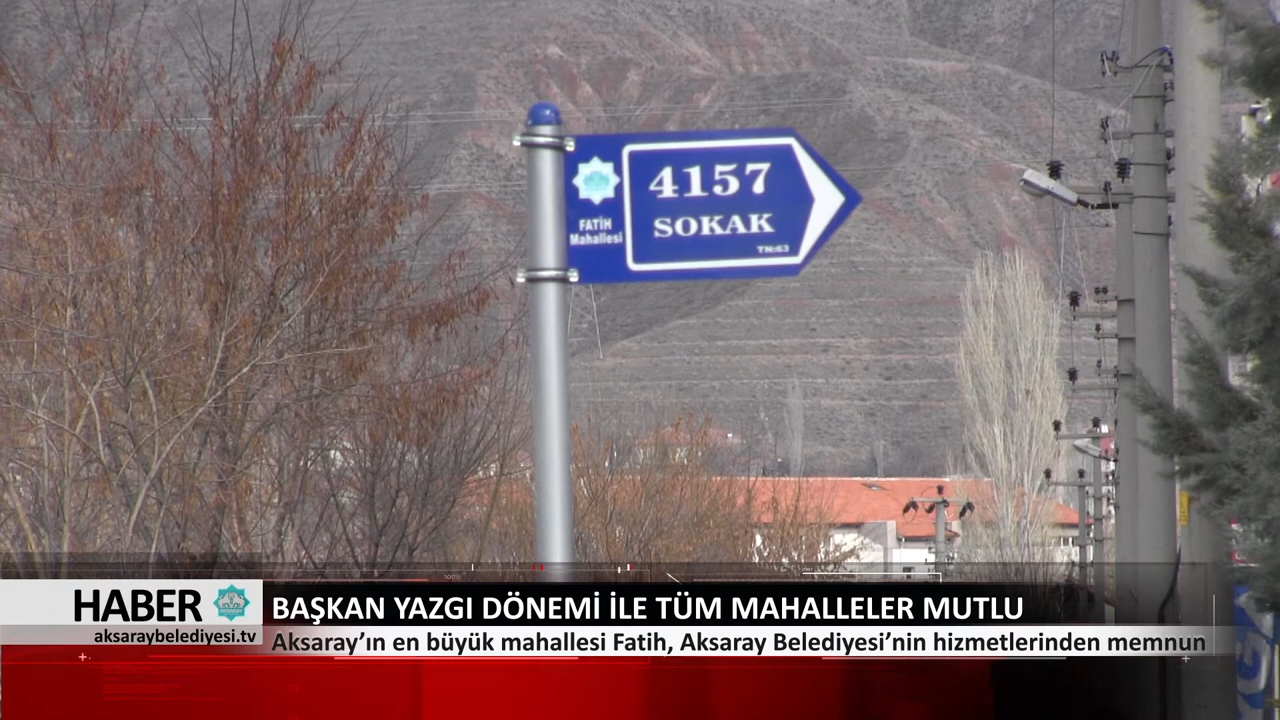 4157
SOKAK
TN:63
FATİH
Mahallesi
HABER
aksaraybelediyesi.tv
BAŞKAN YAZGI DÖNEMİ İLE TÜM MAHALLELER MUTLU
Aksaray’ın en büyük mahallesi Fatih, Aksaray Belediyesi’nin hizmetlerinden memnun